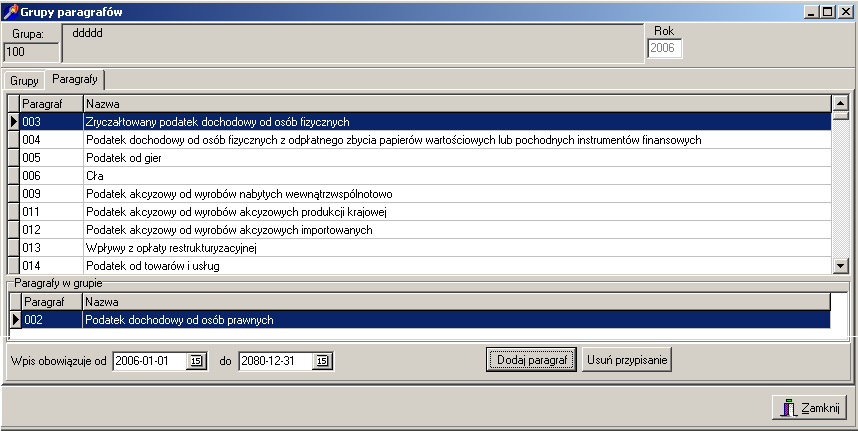 Grupy paragrafów
Grupa: ddddd Rok
100 2006
Grupy Paragrafy
Paragraf Nazwa
003 Zryczałtowany podatek dochodowy od osób fizycznych
004 Podatek dochodowy od osób fizycznych z odpłatnego zbycia papierów wartościowych lub pochodnych instrumentów finansowych
005 Podatek od gier
006 Cła
009 Podatek akcyzowy od wyrobów nabytych wewnątrzwspólnotowo
011 Podatek akcyzowy od wyrobów akcyzowych produkcji krajowej
012 Podatek akcyzowy od wyrobów akcyzowych importowanych
013 Wpływy z opłaty restrukturyzacyjnej
014 Podatek od towarów i usług
Paragrafy w grupie
Paragraf Nazwa
002 Podatek dochodowy od osób prawnych
Wpis obowiązuje od 2006-01-01 15 do 2080-12-31 15 Dodaj paragraf Usuń przypisanie
Zamknij